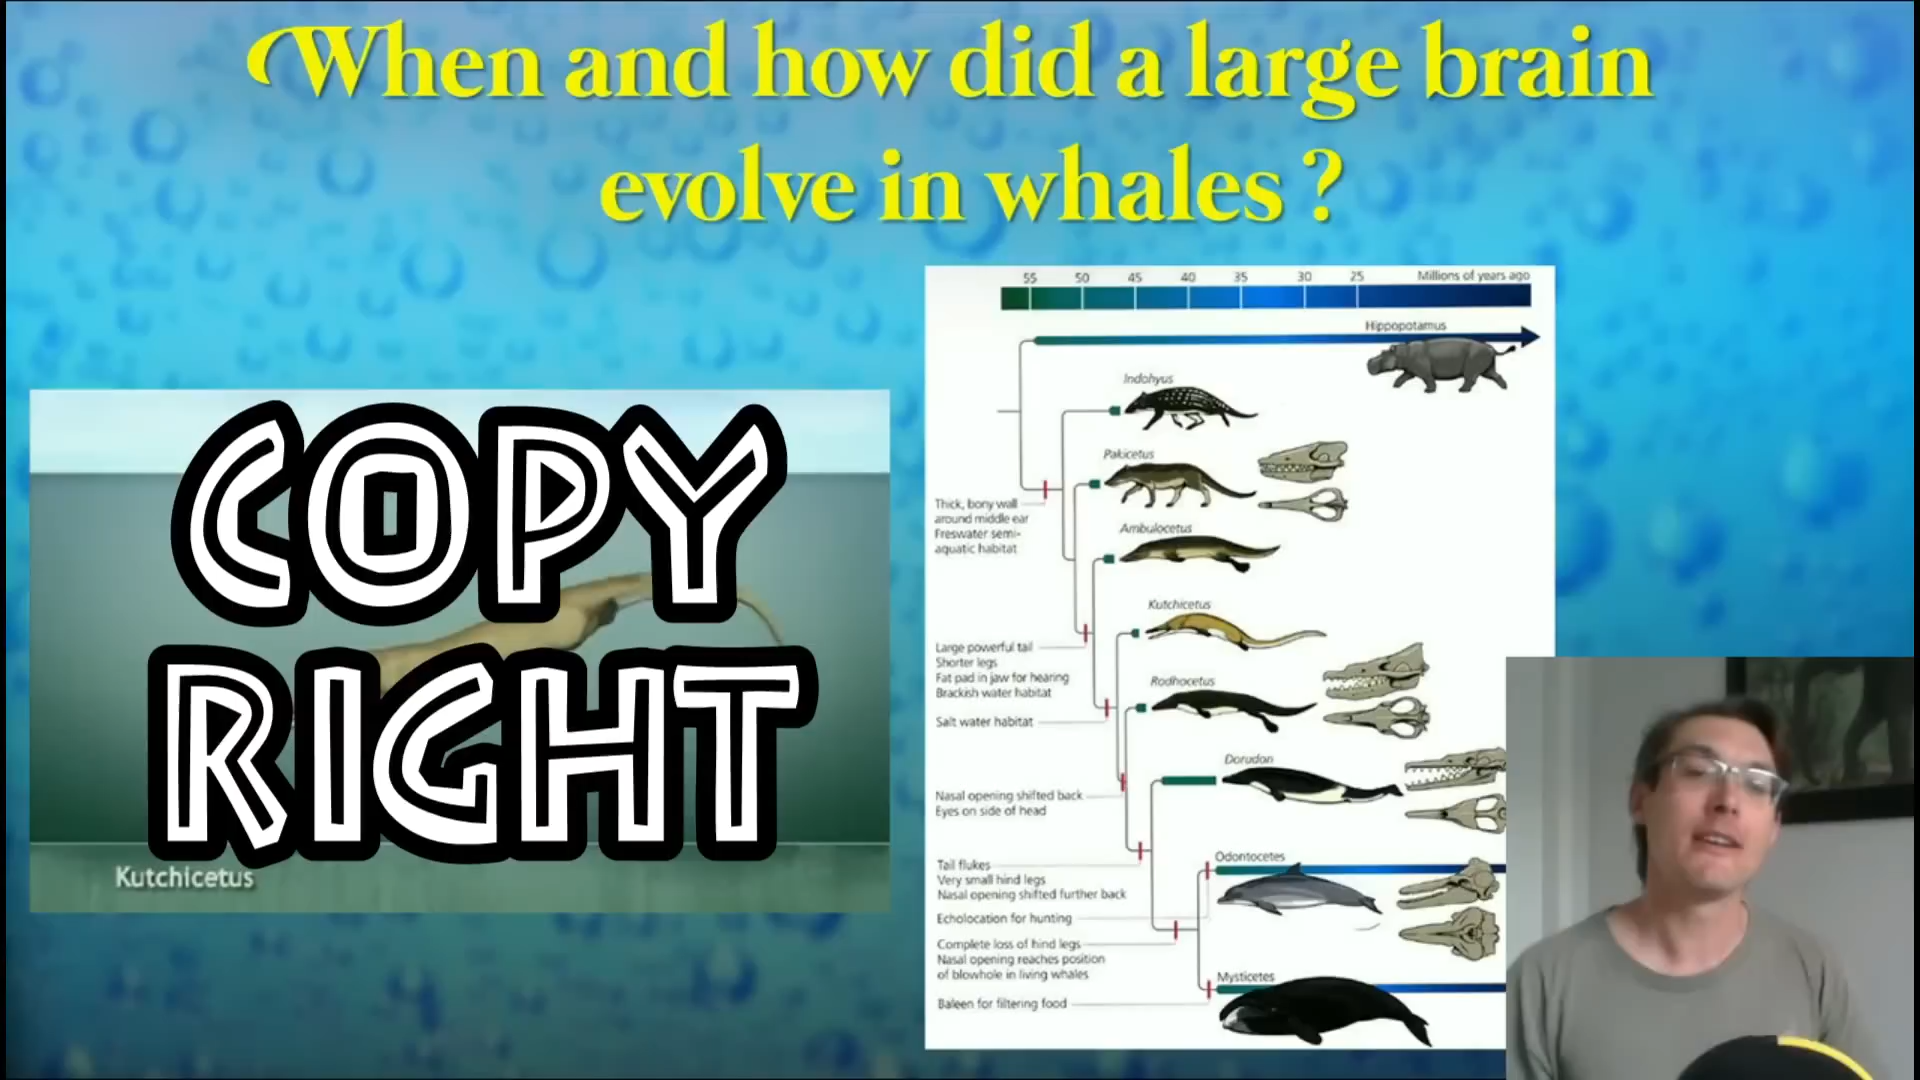 When and how did a large brain
evolve in whales ?
COPY
RIGHT
Kutchicetus
55 50 45 40 35 30 25 Millions of years ago
Hippopotamus
Indohyus
Pakicetus
Thick, bony wall
around middle ear
Freswater semi-
aquatic habitat
Ambulocetus
Kutchicetus
Large powerful tail
Shorter legs
Fat pad in jaw for hearing
Brackish water habitat
Rodhocetus
Salt water habitat
Dorudon
Nasal opening shifted back
Eyes on side of head
Odontocetes
Tail flukes
Very small hind legs
Nasal opening shifted further back
Echolocation for hunting
Complete loss of hind legs
Nasal opening reaches position
of blowhole in living whales
Mysticetes
Baleen for filtering food